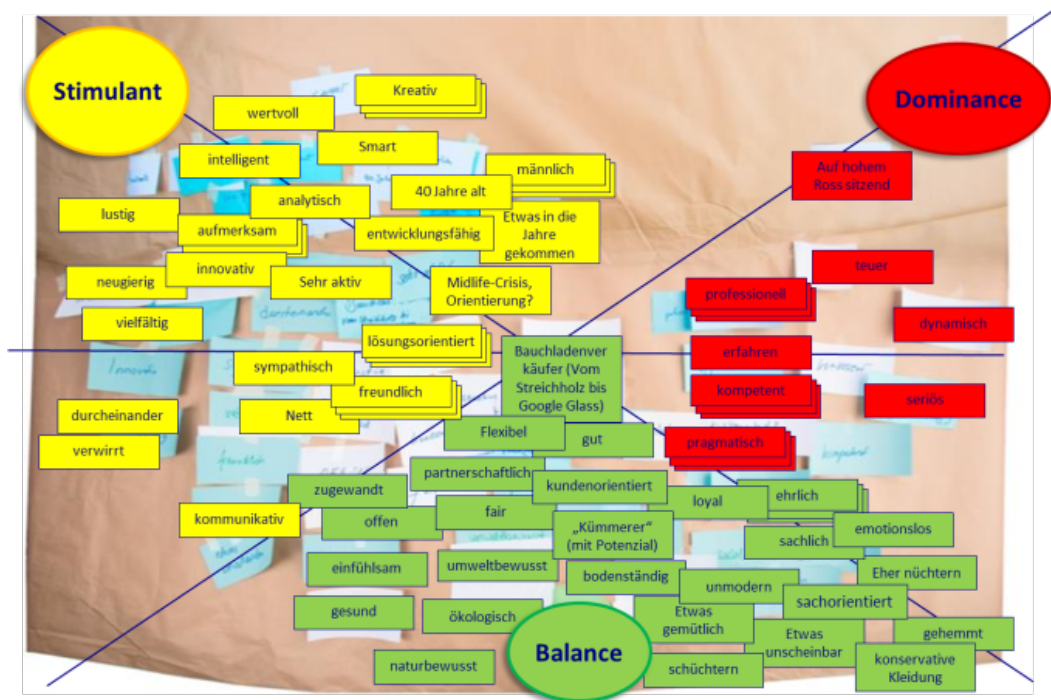 Stimulant
Dominance
Kreativ
wertvoll
Smart
intelligent
männlich
Auf hohem
Ross sitzend
40 Jahre alt
analytisch
lustig
aufmerksam
entwicklungsfähig
Etwas in die
Jahre
gekommen
innovativ
neugierig
Sehr aktiv
Midlife-Crisis,
Orientierung?
teuer
professionell
vielfältig
dynamisch
lösungsorientiert
Bauchladenver
käufer (Vom
Streichholz bis
Google Glass)
erfahren
sympathisch
freundlich
kompetent
seriös
durcheinander
Nett
verwirrt
Flexibel
gut
pragmatisch
partnerschaftlich
zugewandt
kundenorientiert
loyal
ehrlich
kommunikativ
offen
fair
„Kümmerer“
(mit Potenzial)
sachlich
emotionslos
einfühlsam
umweltbewusst
bodenständig
unmodern
Eher nüchtern
sachorientiert
gesund
ökologisch
Etwas
gemütlich
Etwas
unscheinbar
gehemmt
Balance
naturbewusst
schüchtern
konservative
Kleidung